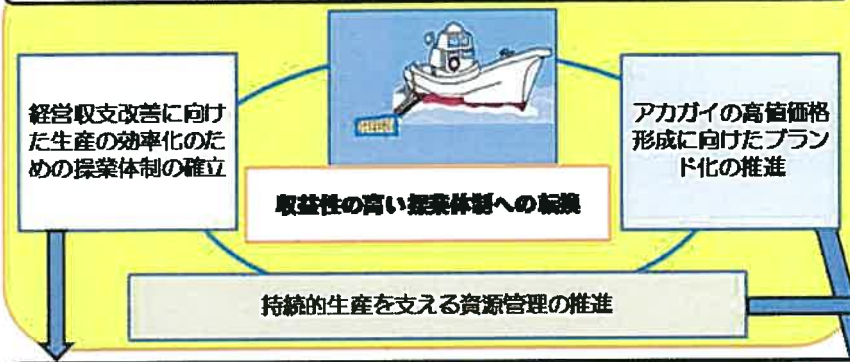 経営収支改善に向け
た生産の効率化のた
めの操業体制の確立
アカガイの高値価格
形成に向けたブラン
ド化の推進
収益性の高い操業体制への転換
持続的生産を支える資源管理の推進